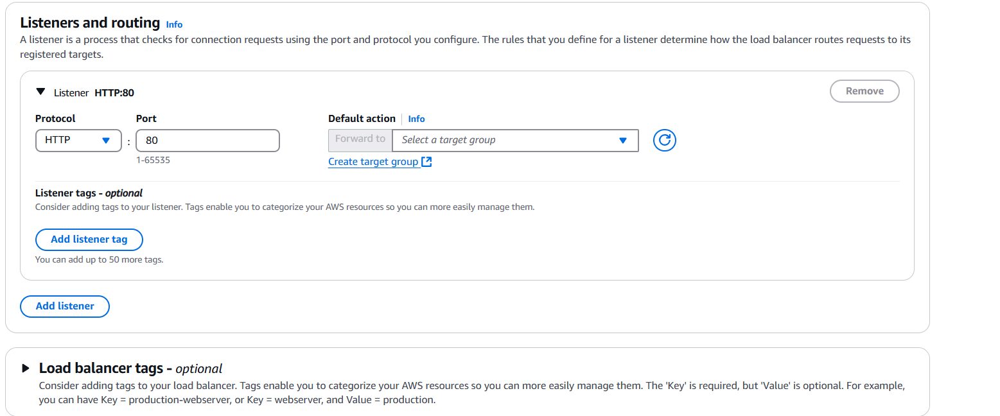 Listeners and routing Info
A listener is a process that checks for connection requests using the port and protocol you configure. The rules that you define for a listener determine how the load balancer routes requests to its
registered targets.
Listener HTTP:80
Remove
Protocol Port Default action Info
HTTP : 80 Forward to Select a target group
1-65535
Create target group
Listener tags - optional
Consider adding tags to your listener. Tags enable you to categorize your AWS resources so you can more easily manage them.
Add listener tag
You can add up to 50 more tags.
Add listener
Load balancer tags - optional
Consider adding tags to your load balancer. Tags enable you to categorize your AWS resources so you can more easily manage them. The 'Key' is required, but 'Value' is optional. For example,
you can have Key = production-webserver, or Key = webserver, and Value = production.